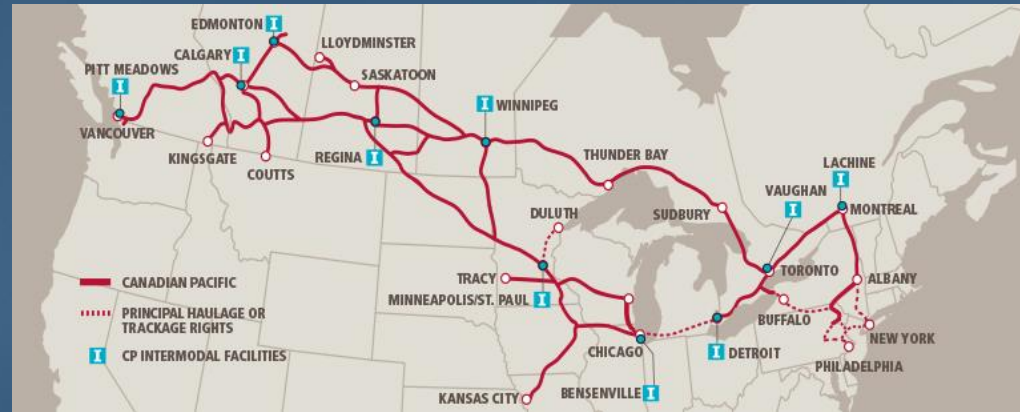 EDMONTON I
LLOYDMINSTER
CALGARY I
PITT MEADOWS
I
SASKATOON
I WINNIPEG
VANCOUVER
KINGSGATE
COUTTS
REGINA I
THUNDER BAY
LACHINE
I
VAUGHAN
I
DULUTH
SUDBURY
MONTREAL
TORONTO
TRACY
ALBANY
MINNEAPOLIS/ST. PAUL I
BUFFALO
NEW YORK
CHICAGO
I DETROIT
PHILADELPHIA
KANSAS CITY
BENSENVILLE I
CANADIAN PACIFIC
PRINCIPAL HAULAGE OR
TRACKAGE RIGHTS
I CP INTERMODAL FACILITIES